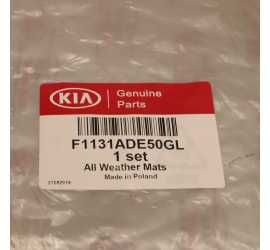 KIA
Genuine
Parts
F1131ADE50GL
1 set
All Weather Mats
Made in Poland